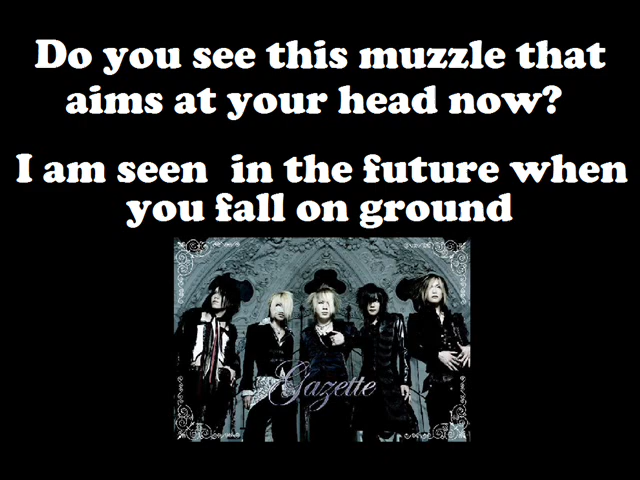 Do you see this muzzle that
aims at your head now?
I am seen in the future when
you fall on ground
Gazette